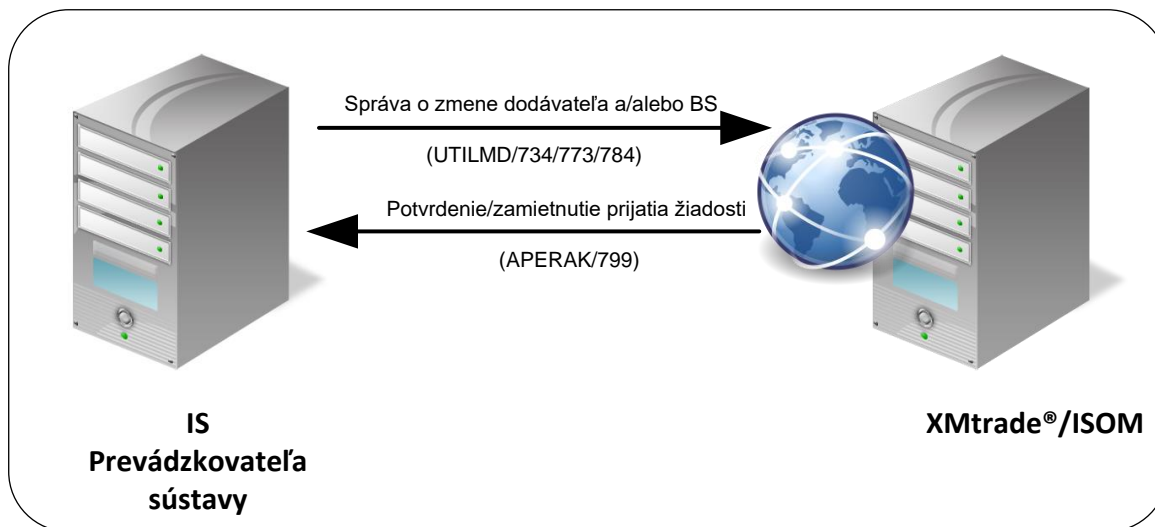 Správa o zmene dodávateľa a/alebo BS
(UTILMD/734/773/784)
Potvrdenie/zamietnutie prijatia žiadosti
(APERAK/799)
IS
Prevádzkovateľa
sústavy
XMtrade®/ISOM